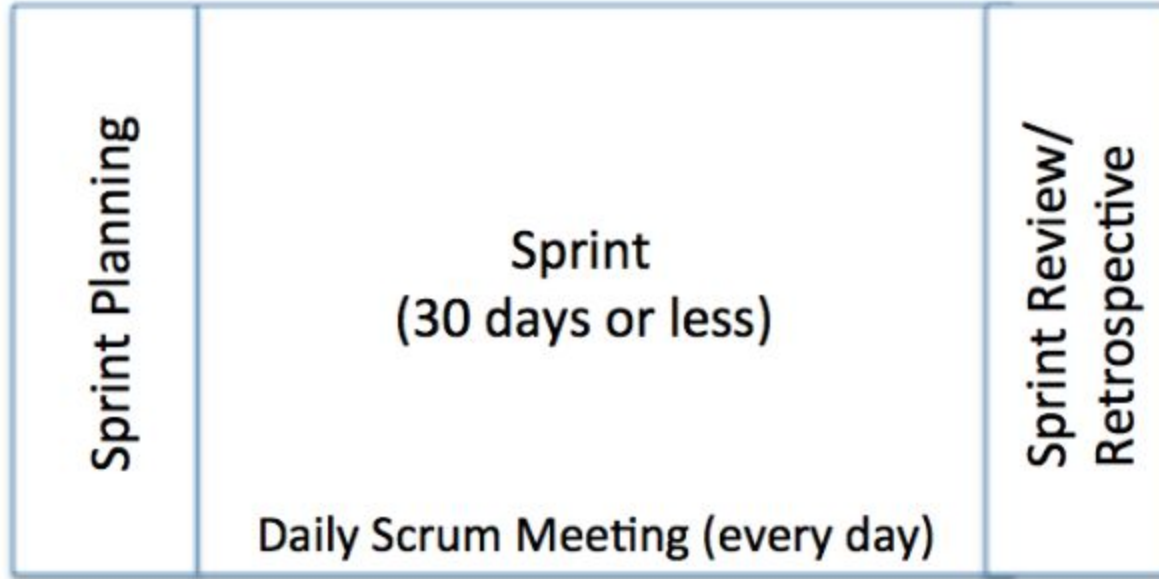 Sprint Planning
Sprint
(30 days or less)
Daily Scrum Meeting (every day)
Sprint Review/
Retrospective